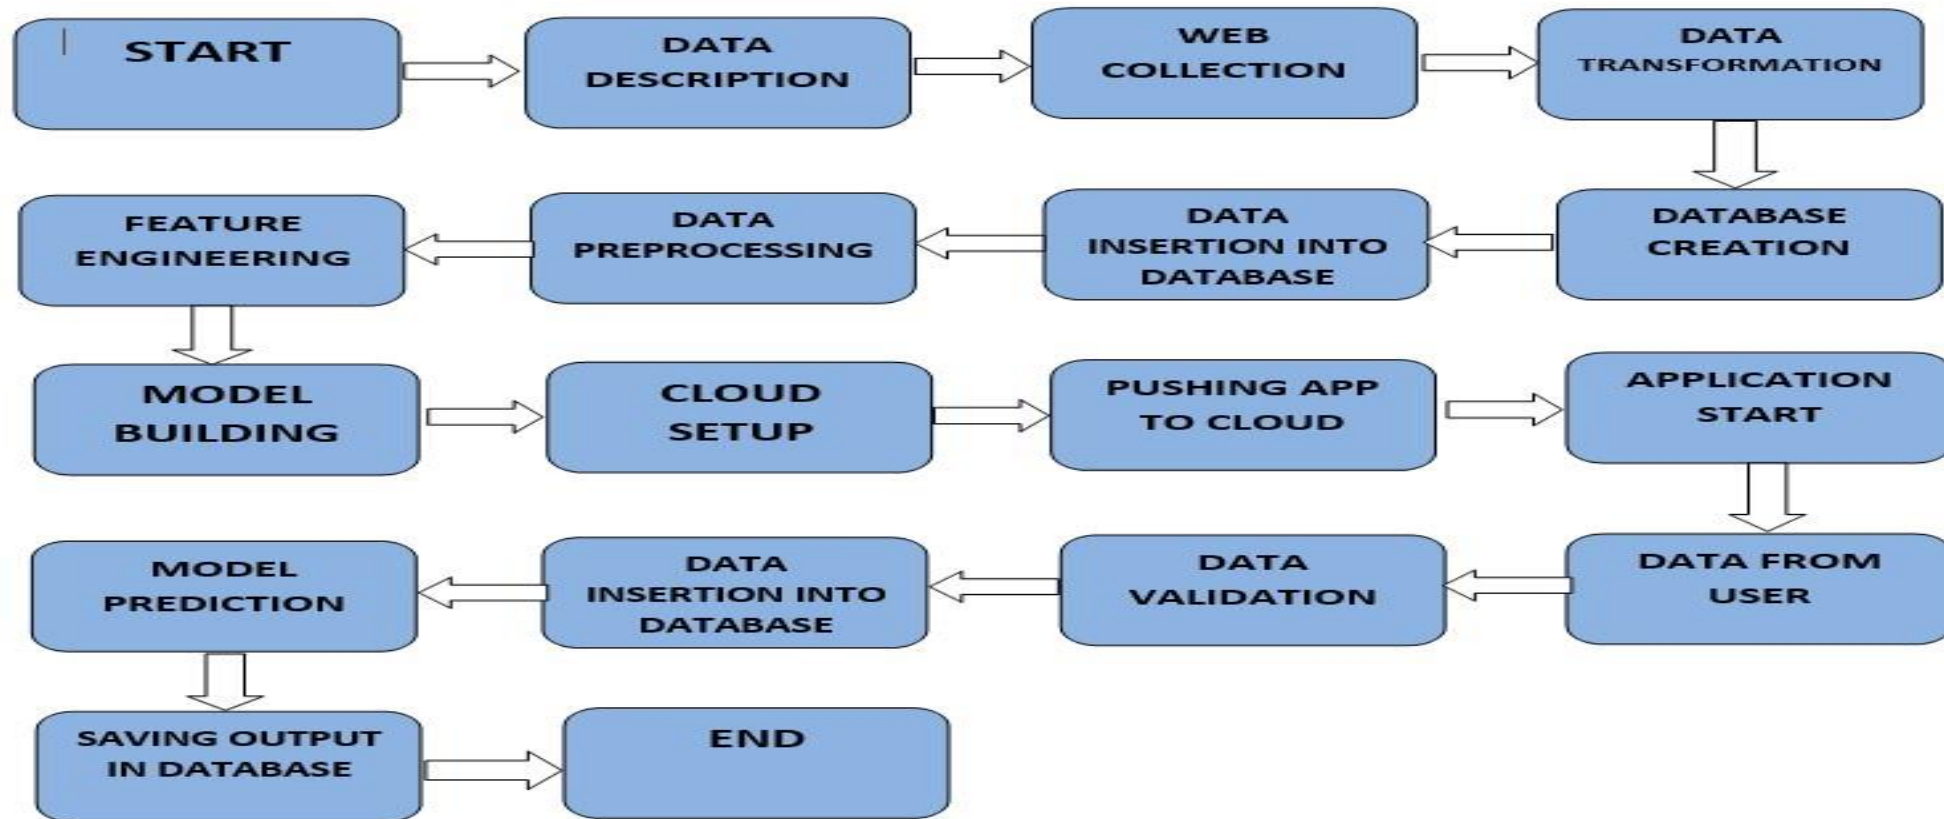 START
DATA
DESCRIPTION
WEB
COLLECTION
DATA
TRANSFORMATION
DATABASE
CREATION
DATA
INSERTION INTO
DATABASE
DATA
PREPROCESSING
FEATURE
ENGINEERING
MODEL
BUILDING
CLOUD
SETUP
PUSHING APP
TO CLOUD
APPLICATION
START
DATA FROM
USER
DATA
VALIDATION
DATA
INSERTION INTO
DATABASE
MODEL
PREDICTION
SAVING OUTPUT
IN DATABASE
END